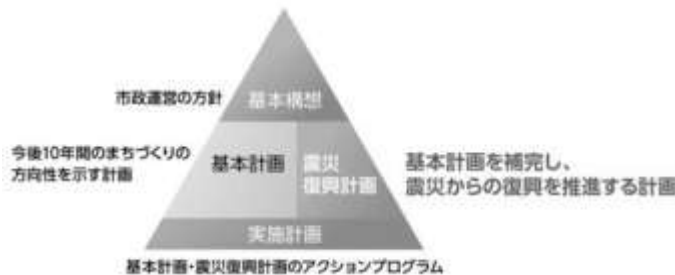 市政運営の方針
基本構想
今後10年間のまちづくりの
方向性を示す計画
基本計画
震災
復興計画
基本計画を補完し、
震災からの復興を推進する計画
実施計画
基本計画・震災復興計画のアクションプログラム